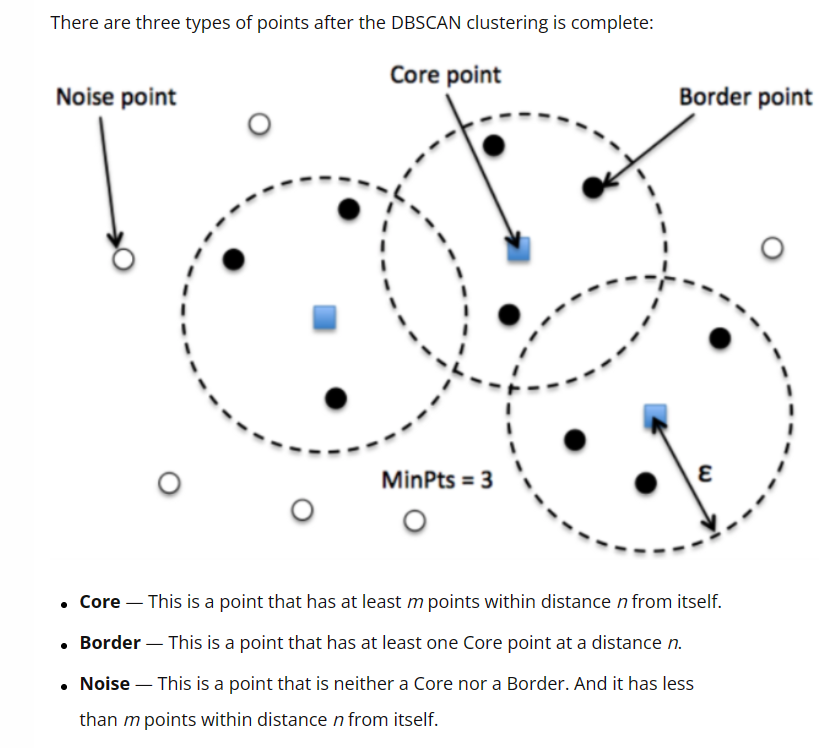 There are three types of points after the DBSCAN clustering is complete:
Core point
Noise point
Border point
MinPts = 3
ε
• Core — This is a point that has at least m points within distance n from itself.
• Border — This is a point that has at least one Core point at a distance n.
• Noise — This is a point that is neither a Core nor a Border. And it has less
than m points within distance n from itself.